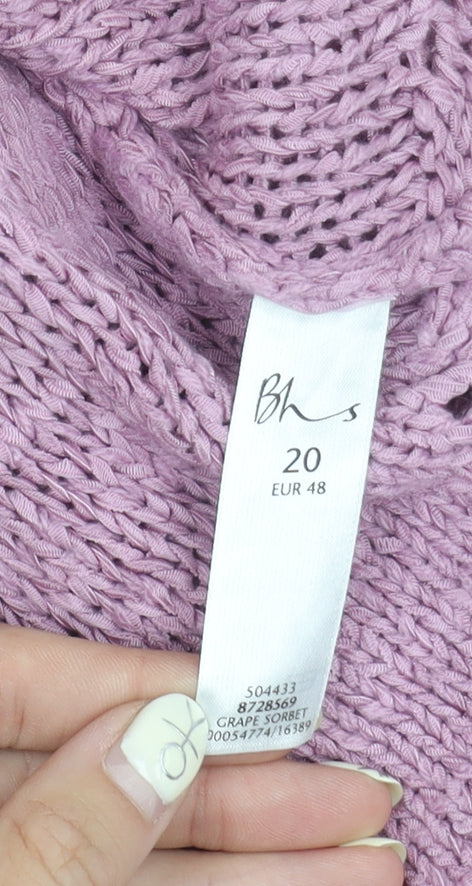 Bhs
20
EUR 48
504433
8728569
GRAPE SORBET
00054774/16389